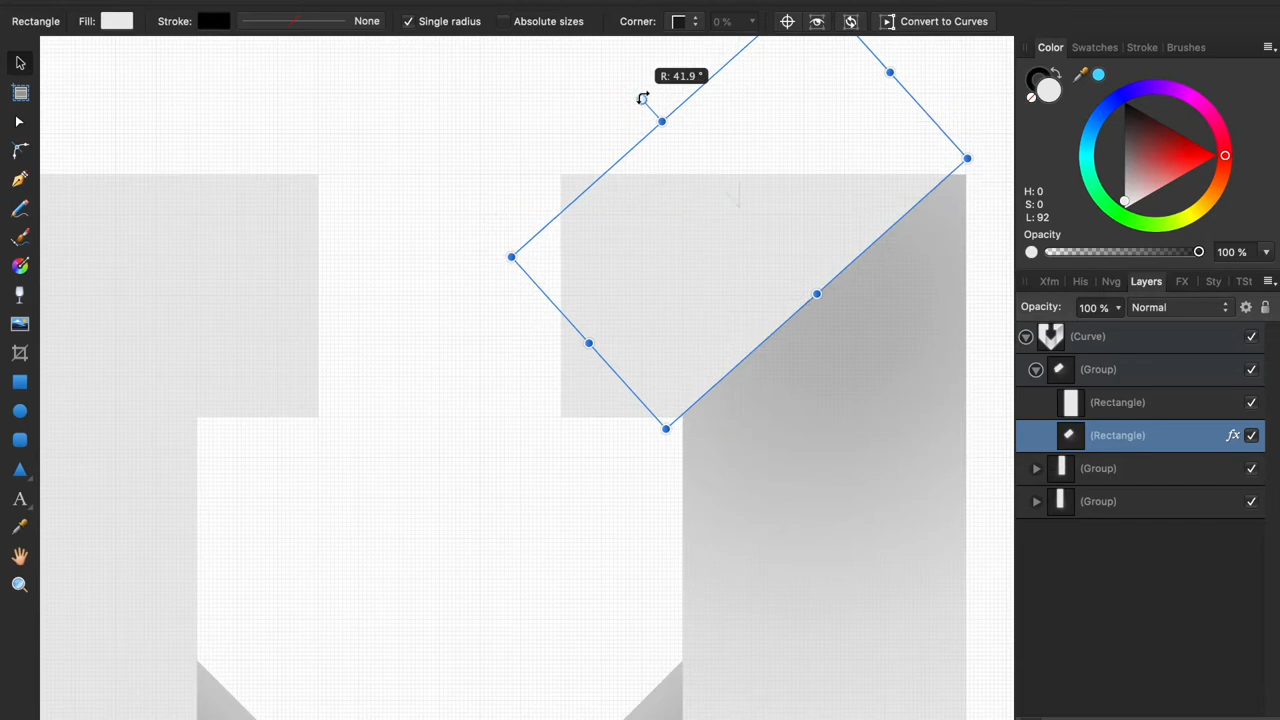 Rectangle Fill: Stroke: None Single radius Absolute sizes Corner: 0 % Convert to Curves
R: 41.9 °
Color Swatches Stroke Brushes
H: 0
S: 0
L: 92
Opacity
100 %
Xfm His Nvg Layers FX Sty TSt
Opacity: 100 % Normal
(Curve)
(Group)
(Rectangle)
(Rectangle) fx
(Group)
(Group)
A